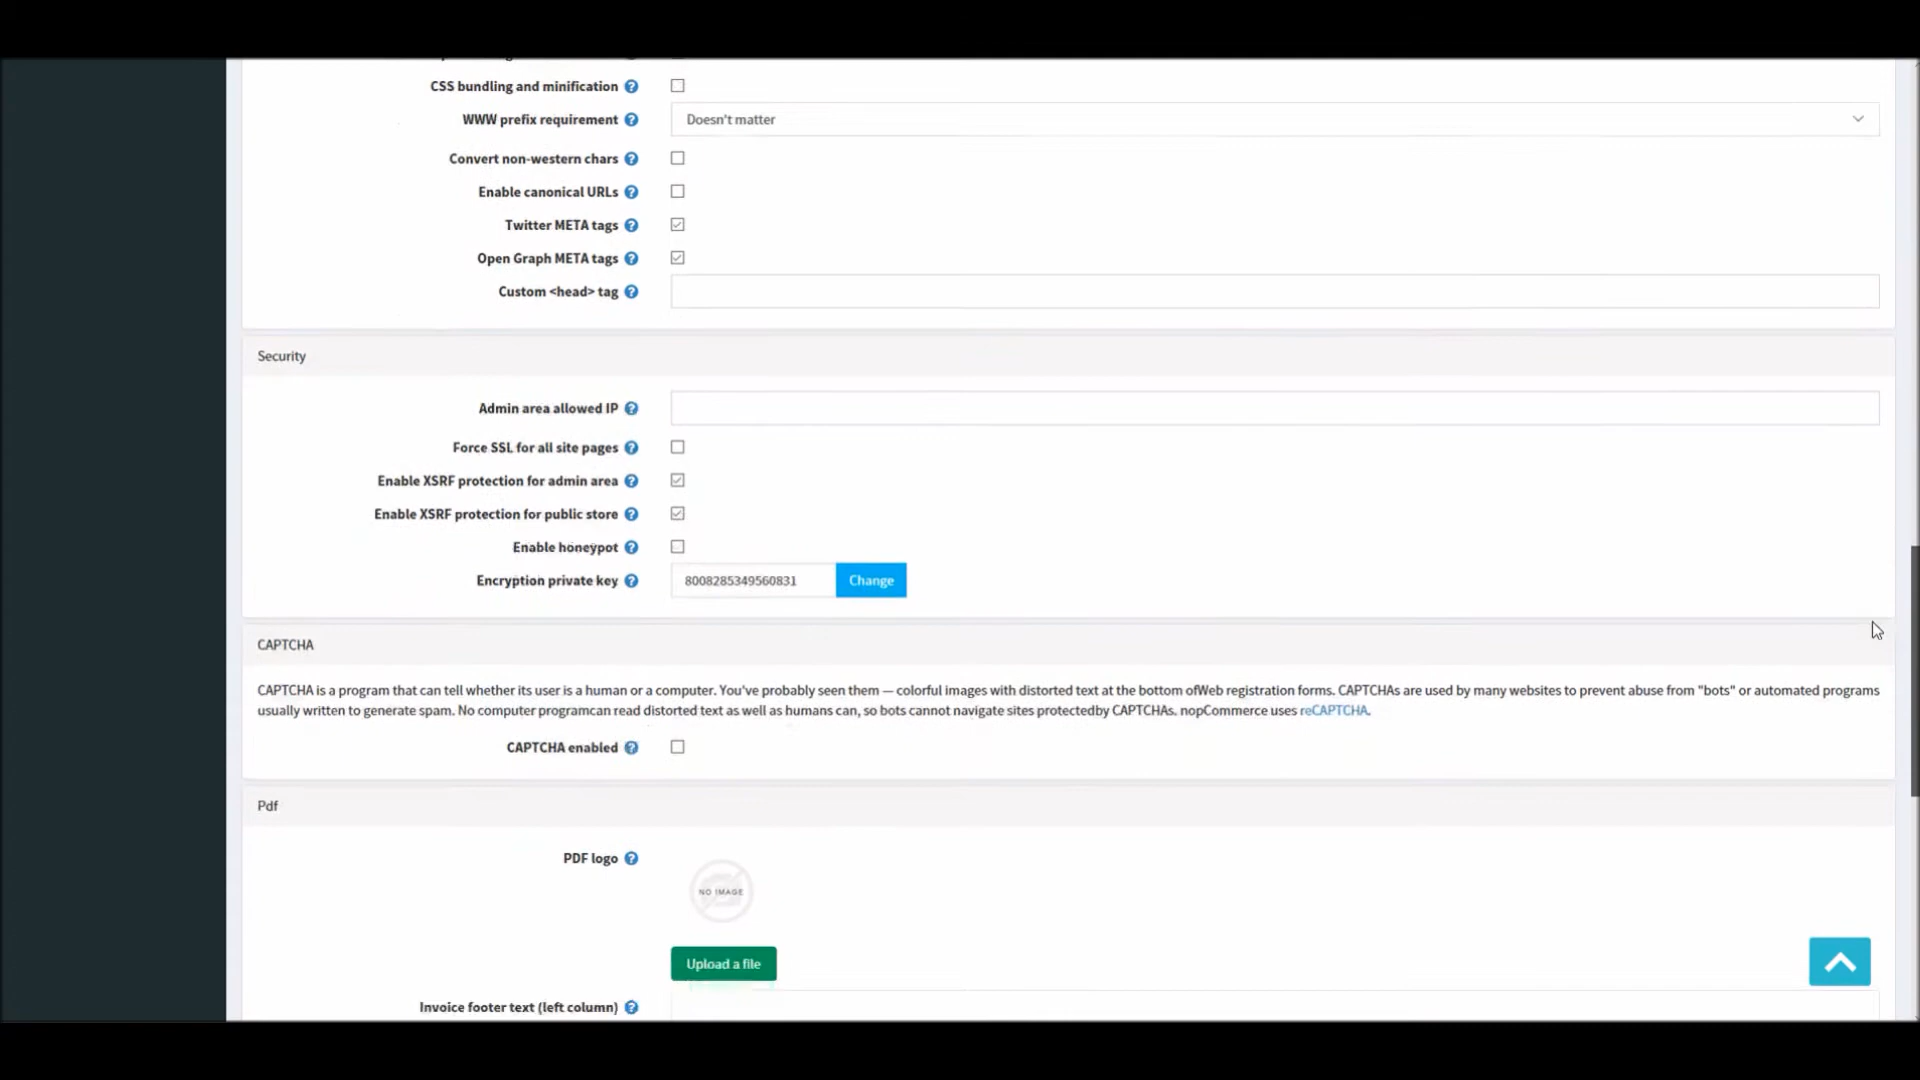 CSS bundling and minification
WWW prefix requirement Doesn't matter
Convert non-western chars
Enable canonical URLs
Twitter META tags
Open Graph META tags
Custom <head> tag
Security
Admin area allowed IP
Force SSL for all site pages
Enable XSRF protection for admin area
Enable XSRF protection for public store
Enable honeypot
Encryption private key 8008285349560831 Change
CAPTCHA
CAPTCHA is a program that can tell whether its user is a human or a computer. You've probably seen them — colorful images with distorted text at the bottom ofWeb registration forms. CAPTCHAs are used by many websites to prevent abuse from "bots" or automated programs
usually written to generate spam. No computer programcan read distorted text as well as humans can, so bots cannot navigate sites protectedby CAPTCHAs. nopCommerce uses reCAPTCHA.
CAPTCHA enabled
Pdf
PDF logo
NO IMAGE
Upload a file
Invoice footer text (left column)